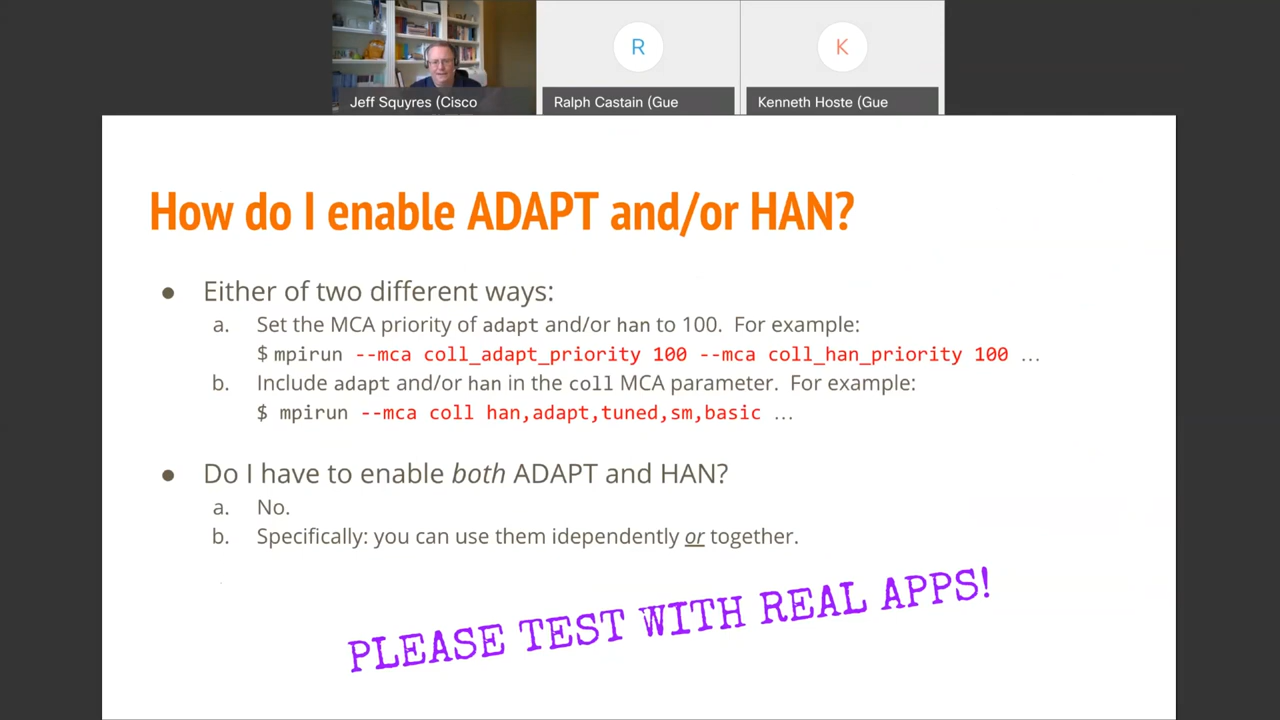 R
K
Jeff Squyres (Cisco
Ralph Castain (Gue
Kenneth Hoste (Gue
How do I enable ADAPT and/or HAN?
● Either of two different ways:
a. Set the MCA priority of adapt and/or han to 100. For example:
$ mpirun --mca coll_adapt_priority 100 --mca coll_han_priority 100 …
b. Include adapt and/or han in the coll MCA parameter. For example:
$ mpirun --mca coll han,adapt,tuned,sm,basic …
● Do I have to enable both ADAPT and HAN?
a. No.
b. Specifically: you can use them idependently or together.
PLEASE TEST WITH REAL APPS!